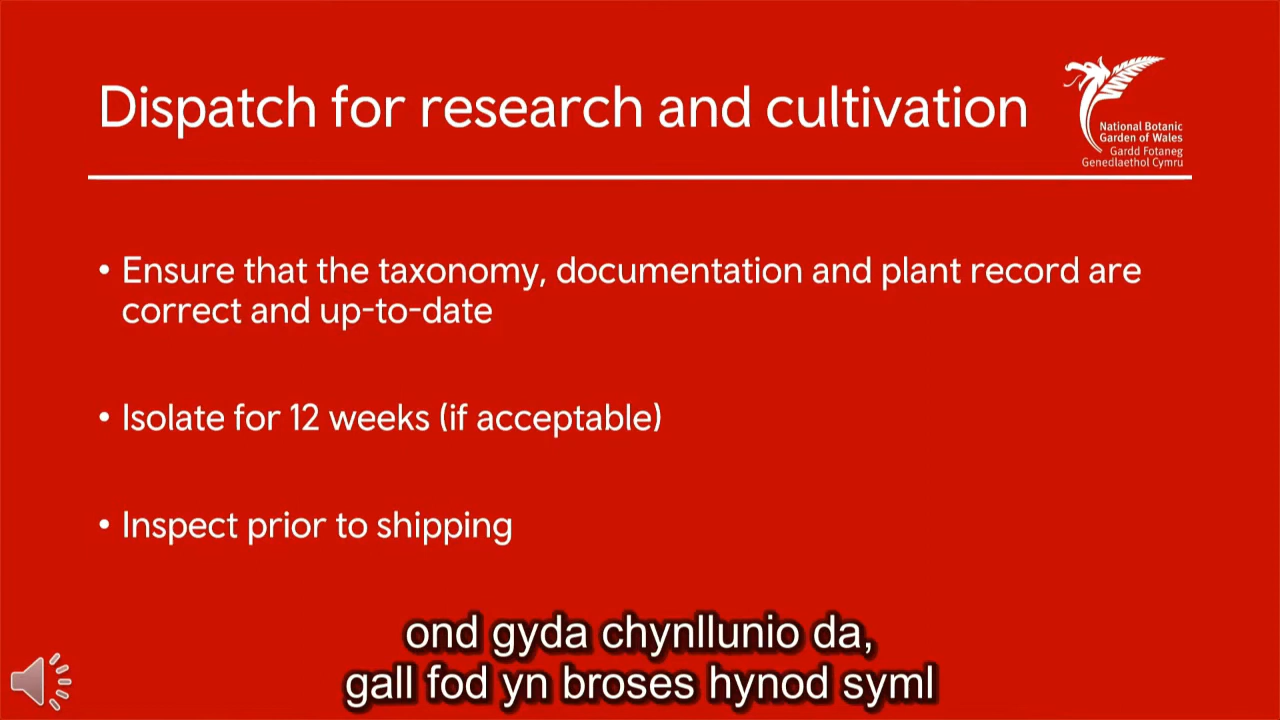 Dispatch for research and cultivation
National Botanic
Garden of Wales
Gardd Fotaneg
Genedlaethol Cymru
• Ensure that the taxonomy, documentation and plant record are
correct and up-to-date
• Isolate for 12 weeks (if acceptable)
• Inspect prior to shipping
ond gyda chynllunio da,
gall fod yn broses hynod syml